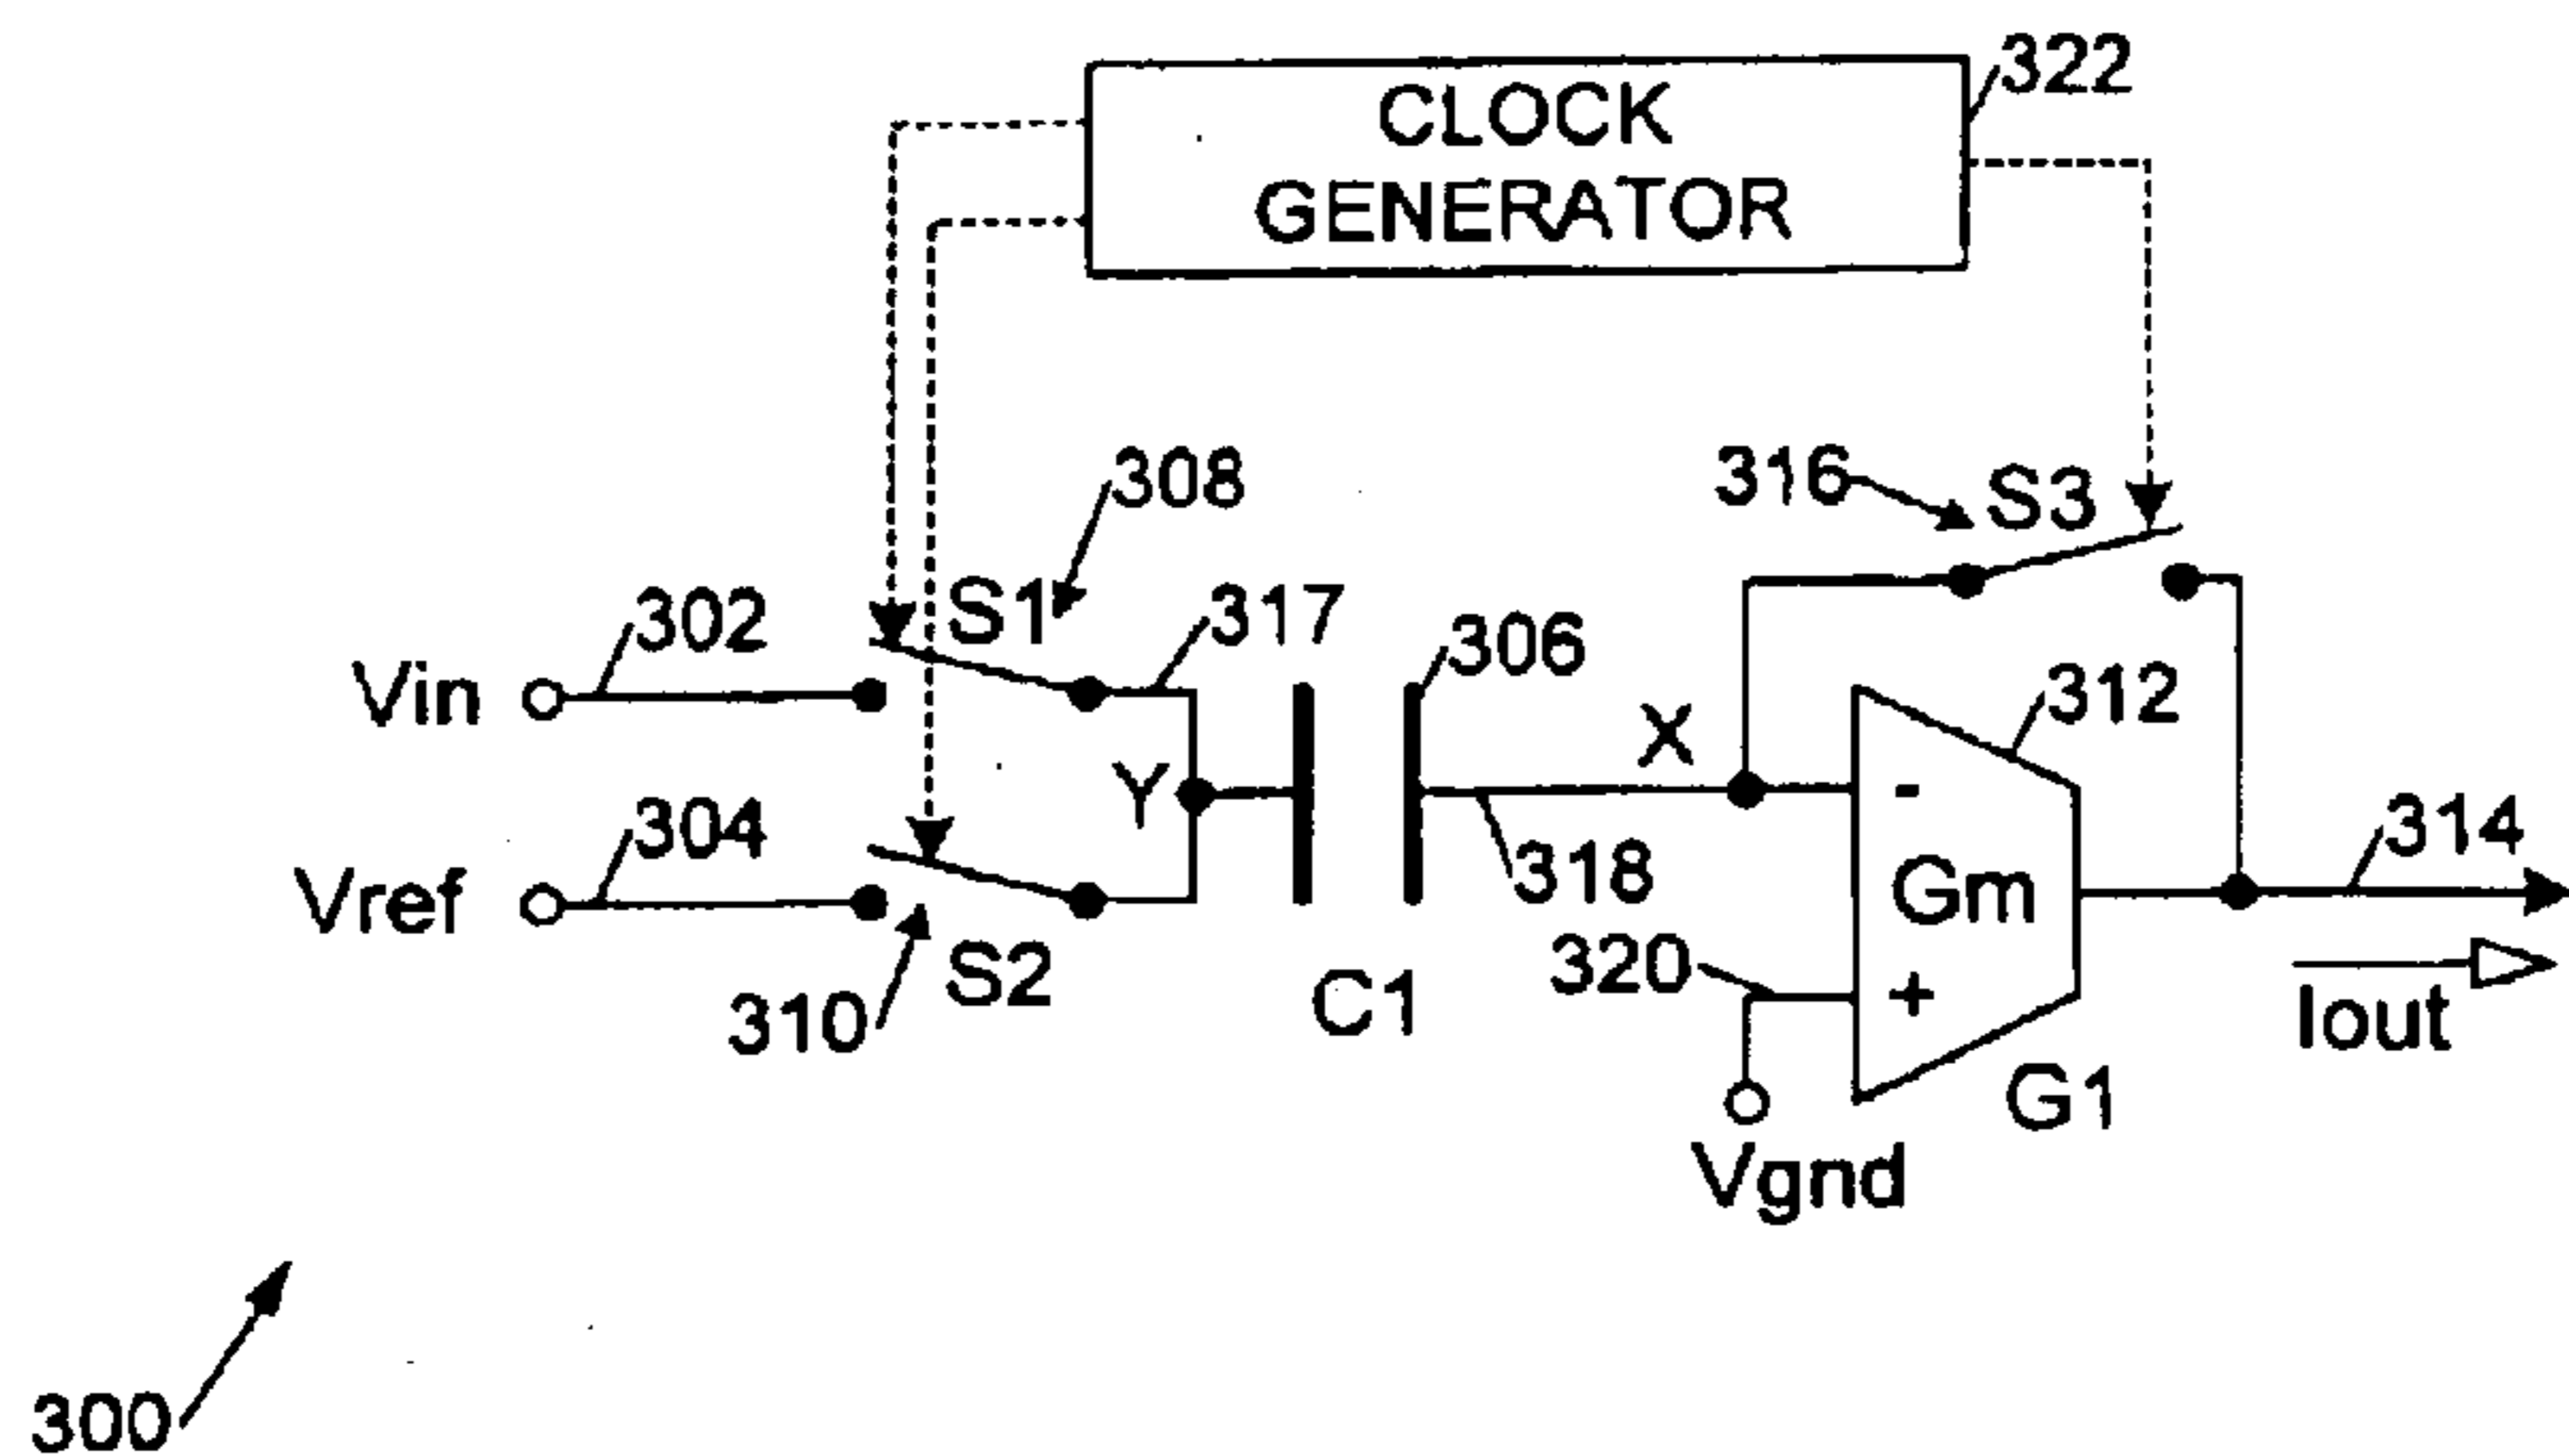 322
CLOCK
GENERATOR
308
316
S3
302
S1
317
306
Vin
X
312
Y
304
-
314
Vref
318
Gm
320
S2
+
310
C1
Iout
G1
Vgnd
300